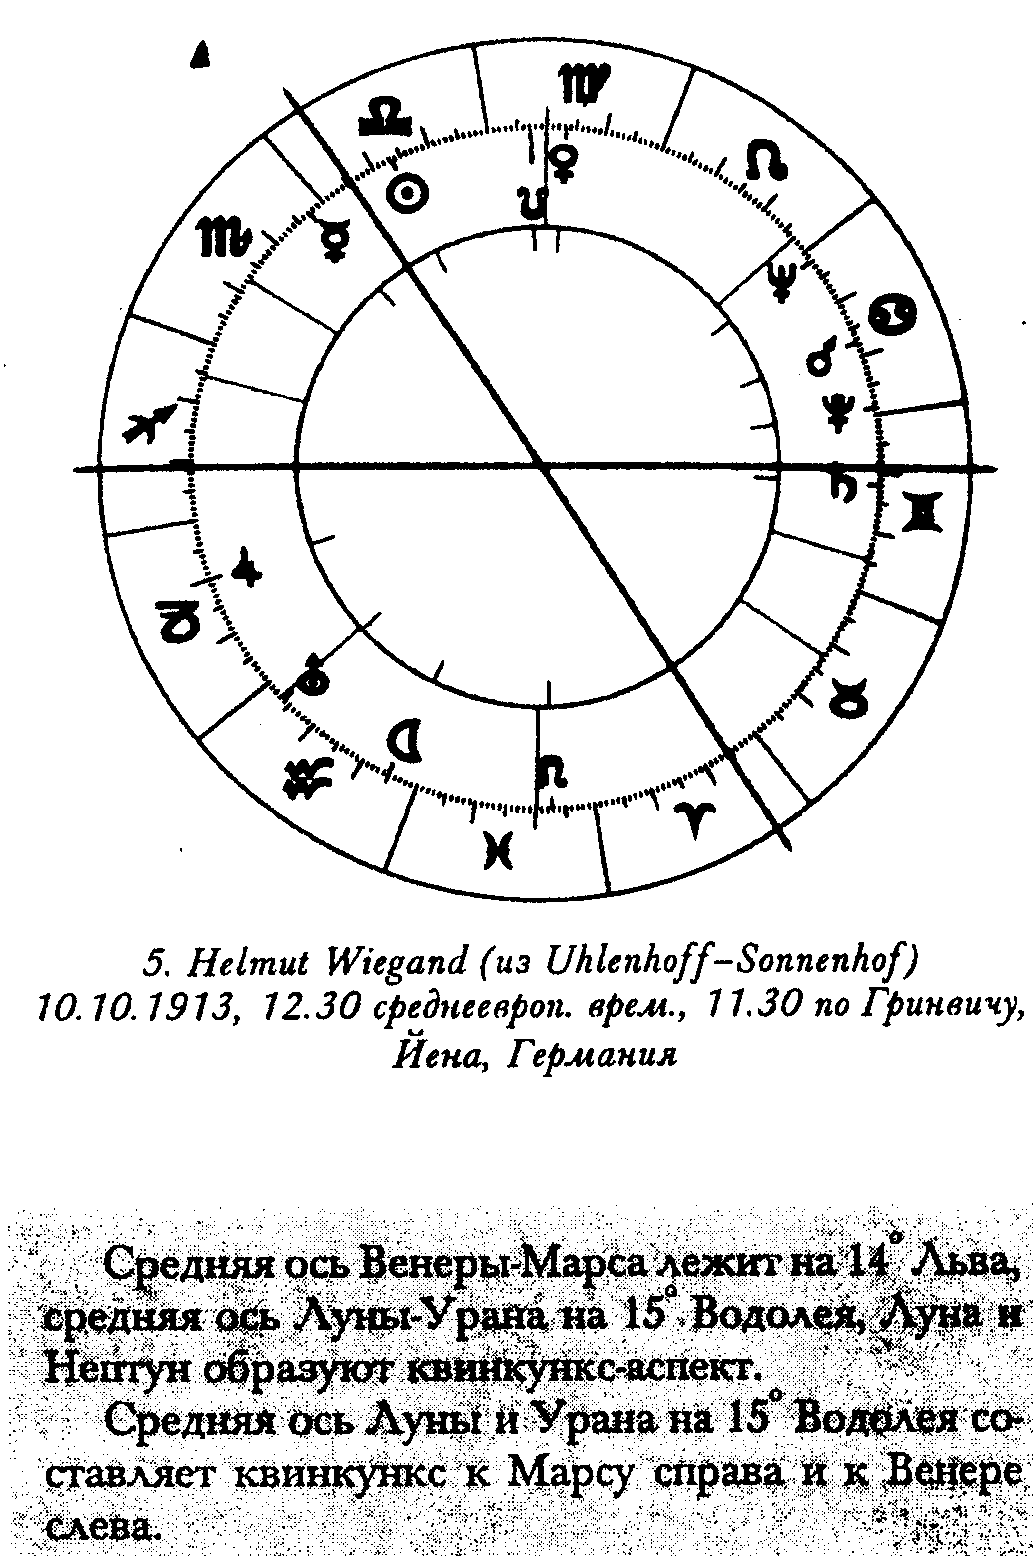 5. Helmut Wiegand (из Uhlenhoff–Sonnenhof)
10.10.1913, 12.30 среднеевроп. врем., 11.30 по Гринвичу,
Йена, Германия
Средняя ось Венеры-Марса лежит на 14° Льва,
средняя ось Луны-Урана на 15° Водолея, Луна и
Нептун образуют квинкункс-аспект.
Средняя ось Луны и Урана на 15° Водолея со-
ставляет квинкункс к Марсу справа и к Венере
слева.